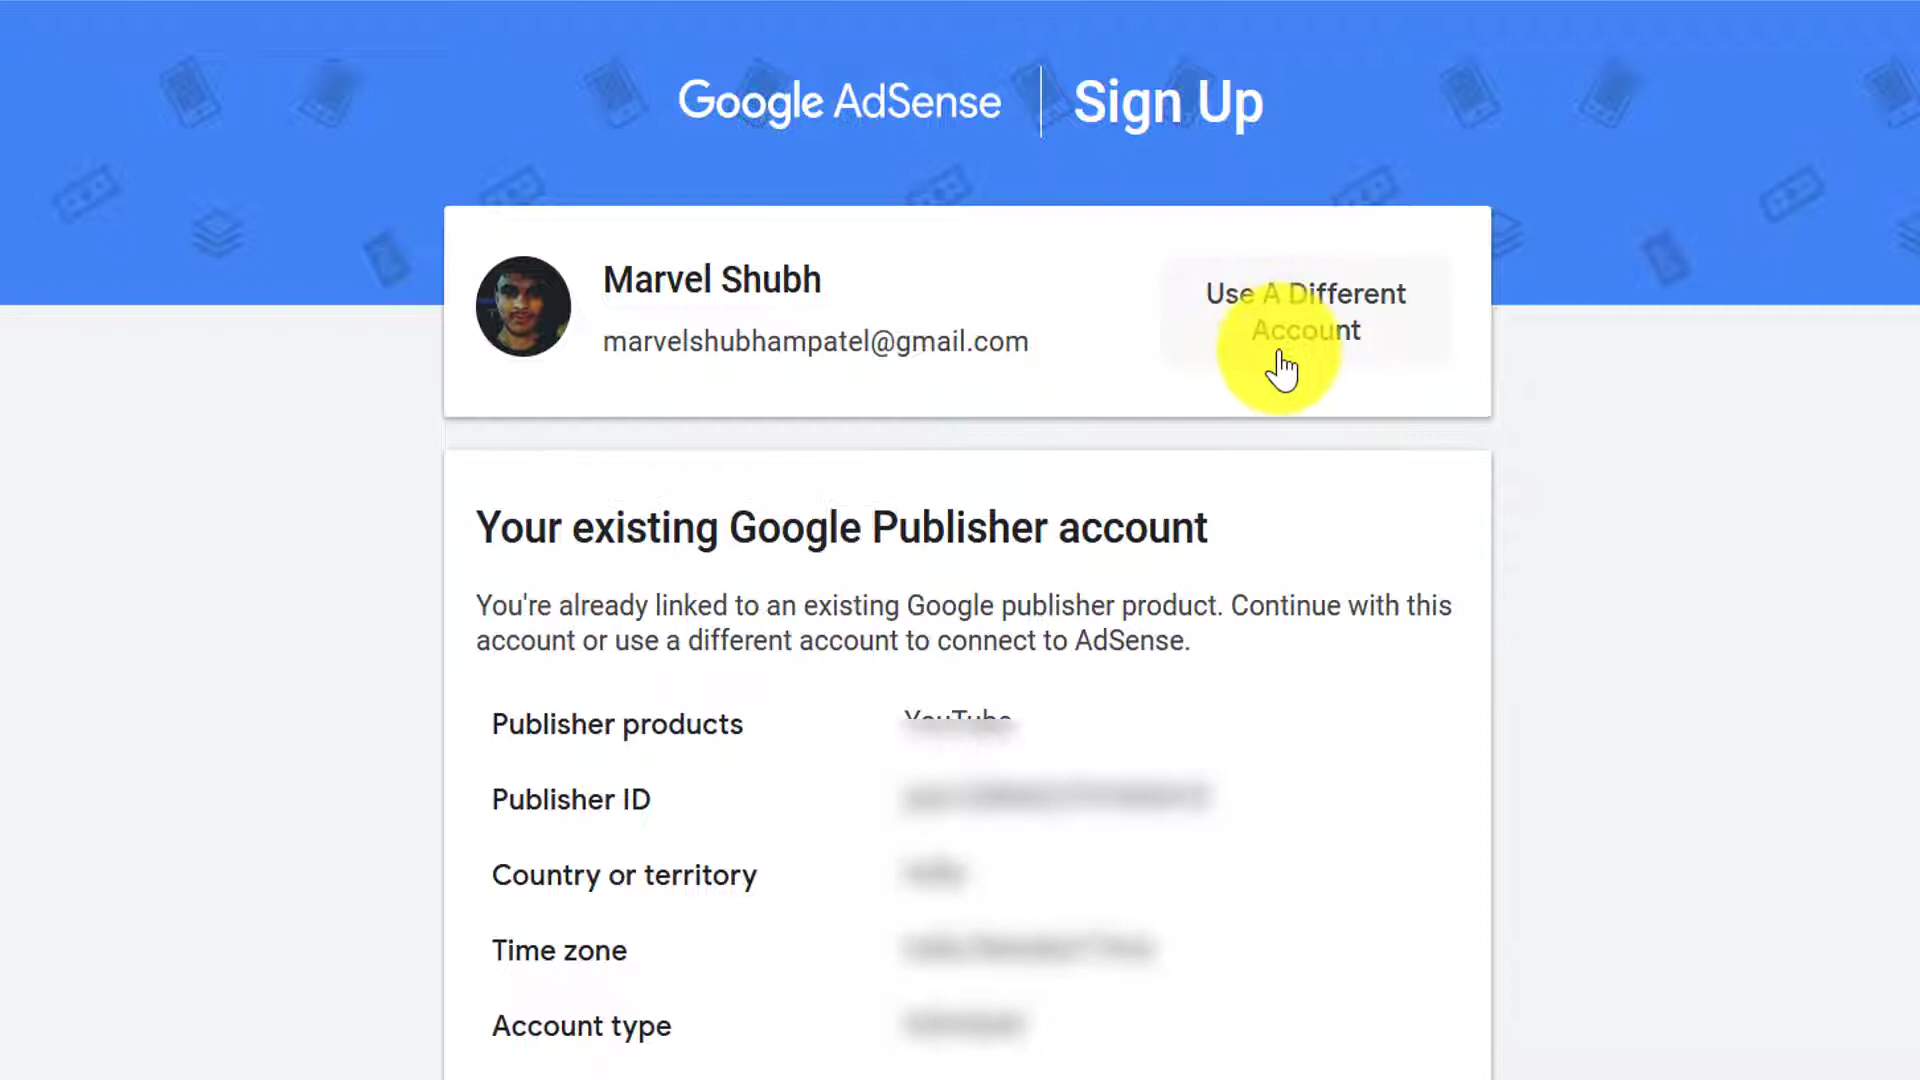 Google AdSense | Sign Up
Marvel Shubh
marvelshubhampatel@gmail.com
Use A Different
Account
Your existing Google Publisher account
You're already linked to an existing Google publisher product. Continue with this
account or use a different account to connect to AdSense.
Publisher products YouTube
Publisher ID
Country or territory
Time zone
Account type